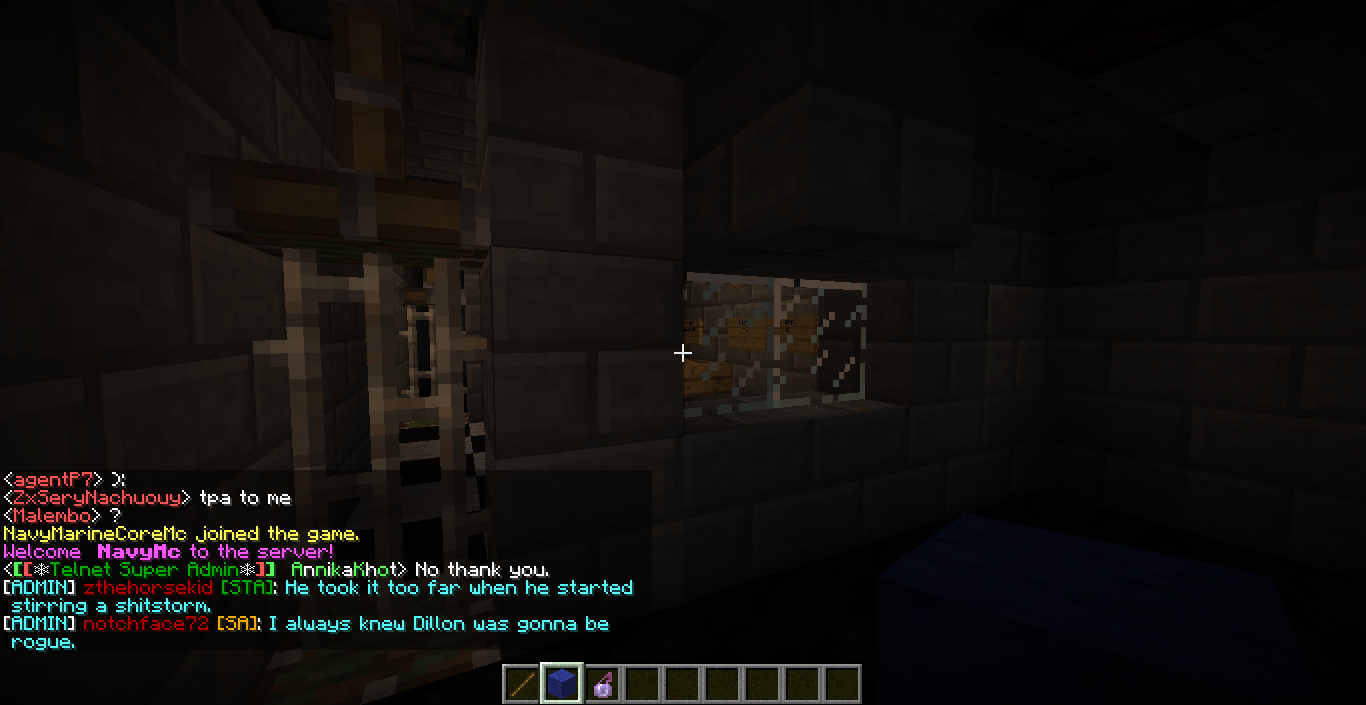 <agentP7> ):
<ZxSeryNachuouy> tpa to me
<Malembo> ?
NavyMarineCoreMc joined the game.
Welcome NavyMc to the server!
<[[❄Telnet Super Admin❄]] AnnikaKhot> No thank you.
[ADMIN] zthehorsekid [STA]: He took it too far when he started
stirring a shitstorm.
[ADMIN] notchface72 [SA]: I always knew Dillon was gonna be
rogue.